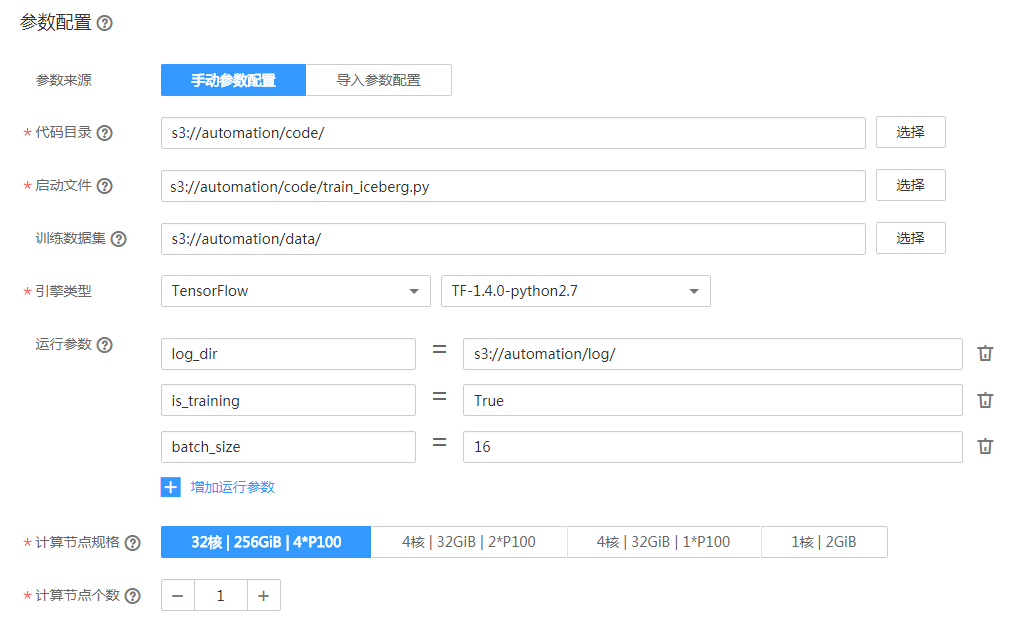 参数配置 ?
参数来源 手动参数配置 导入参数配置
* 代码目录 ? s3://automation/code/ 选择
* 启动文件 ? s3://automation/code/train_iceberg.py 选择
训练数据集 ? s3://automation/data/ 选择
* 引擎类型 TensorFlow TF-1.4.0-python2.7
运行参数 ? log_dir = s3://automation/log/
is_training = True
batch_size = 16
+ 增加运行参数
* 计算节点规格 ? 32核 | 256GiB | 4*P100 4核 | 32GiB | 2*P100 4核 | 32GiB | 1*P100 1核 | 2GiB
* 计算节点个数 ? − 1 +